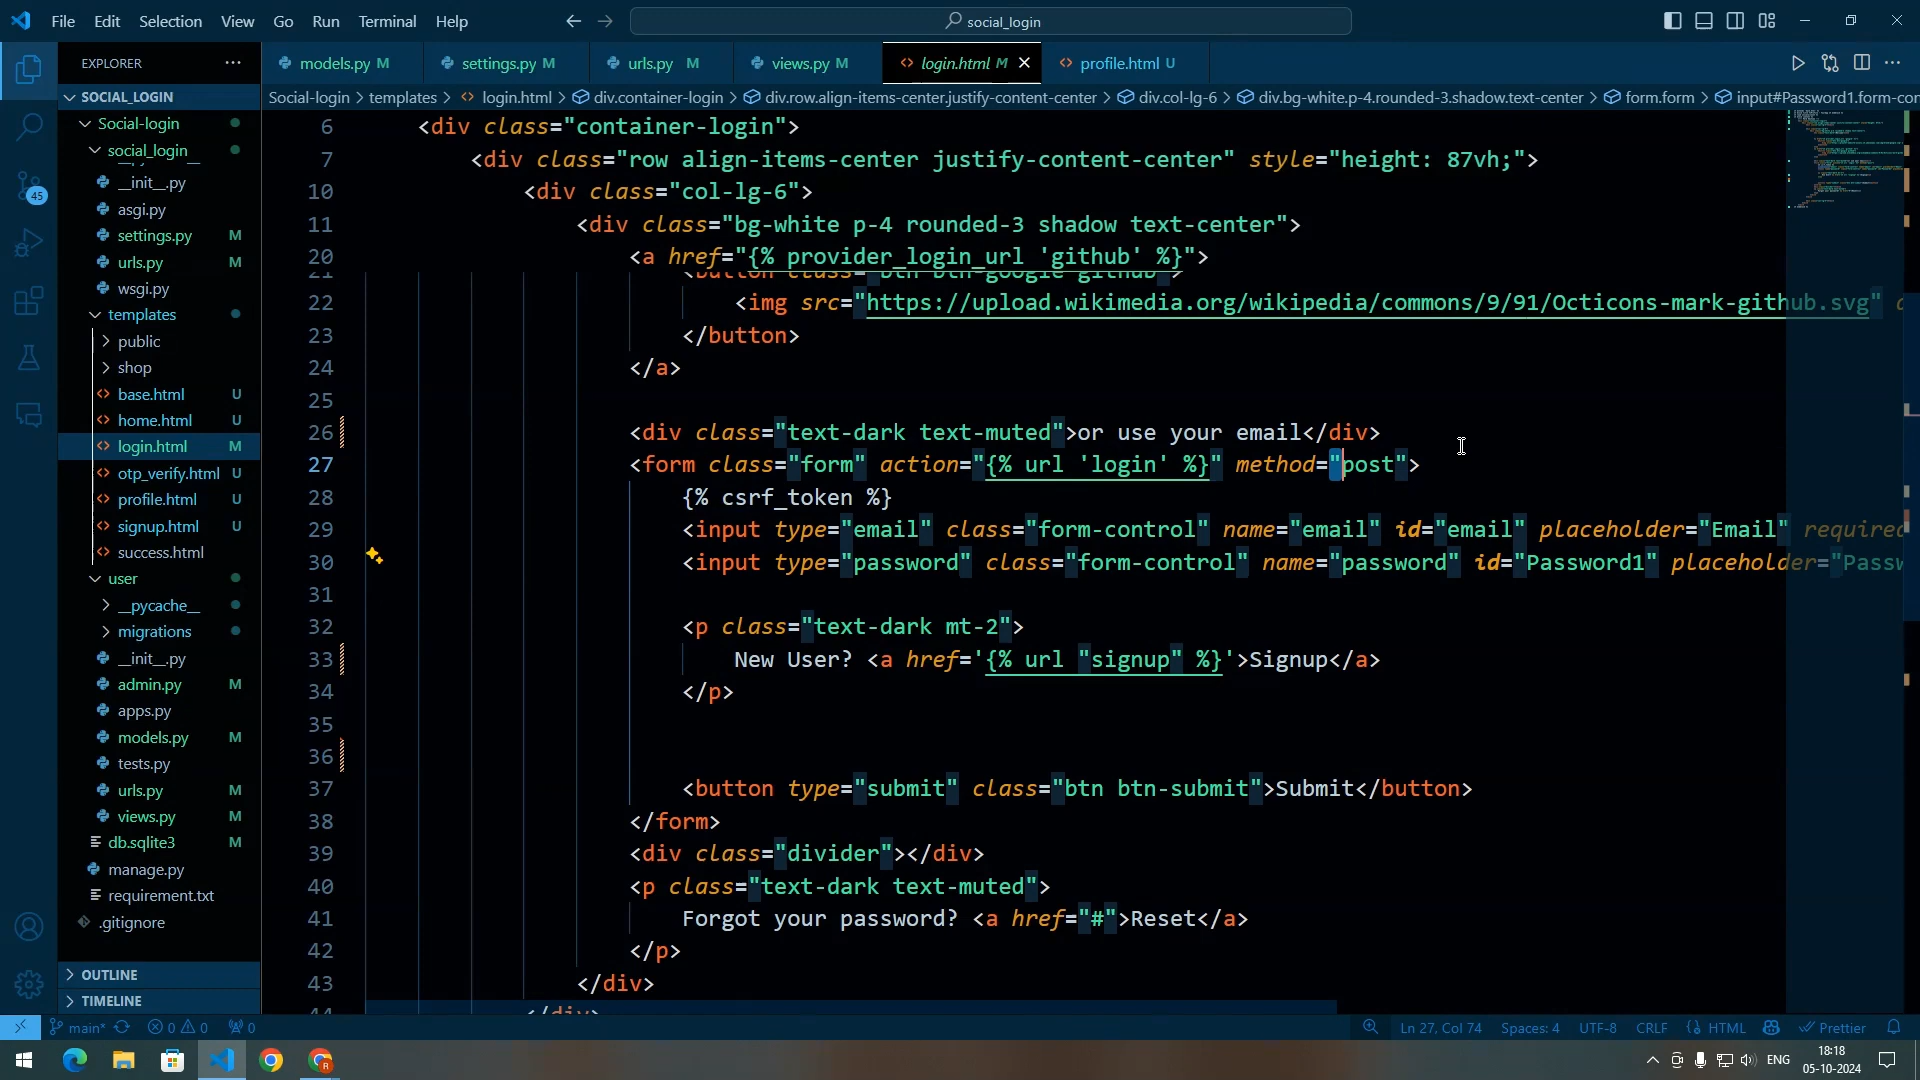 File Edit Selection View Go Run Terminal Help
social_login
EXPLORER
models.py M
settings.py M
urls.py M
views.py M
login.html M
profile.html U
SOCIAL_LOGIN
Social-login > templates > login.html > div.container-login > div.row.align-items-center.justify-content-center > div.col-lg-6 > div.bg-white.p-4.rounded-3.shadow.text-center > form.form > input#Password1.form-con
Social-login
social_login
__init__.py
asgi.py
settings.py M
urls.py M
wsgi.py
templates
public
shop
base.html U
home.html U
login.html M
otp_verify.html U
profile.html U
signup.html U
success.html
user
__pycache__
migrations
__init__.py
admin.py M
apps.py
models.py M
tests.py
urls.py M
views.py M
db.sqlite3 M
manage.py
requirement.txt
.gitignore
OUTLINE
TIMELINE
45
6 <div class="container-login">
7 <div class="row align-items-center justify-content-center" style="height: 87vh;">
10 <div class="col-lg-6">
11 <div class="bg-white p-4 rounded-3 shadow text-center">
20 <a href="{% provider_login_url 'github' %}">
21 <button class="btn btn-google github">
22 <img src="https://upload.wikimedia.org/wikipedia/commons/9/91/Octicons-mark-github.svg"
23 </button>
24 </a>
25
26 <div class="text-dark text-muted">or use your email</div>
27 <form class="form" action="{% url 'login' %}" method="post">
28 {% csrf_token %}
29 <input type="email" class="form-control" name="email" id="email" placeholder="Email" required
30 <input type="password" class="form-control" name="password" id="Password1" placeholder="Passw
31
32 <p class="text-dark mt-2">
33 New User? <a href='{% url "signup" %}'>Signup</a>
34 </p>
35
36
37 <button type="submit" class="btn btn-submit">Submit</button>
38 </form>
39 <div class="divider"></div>
40 <p class="text-dark text-muted">
41 Forgot your password? <a href="#">Reset</a>
42 </p>
43 </div>
44 </div>
main* 0 0 0
Ln 27, Col 74 Spaces: 4 UTF-8 CRLF HTML Prettier
ENG
18:18
05-10-2024